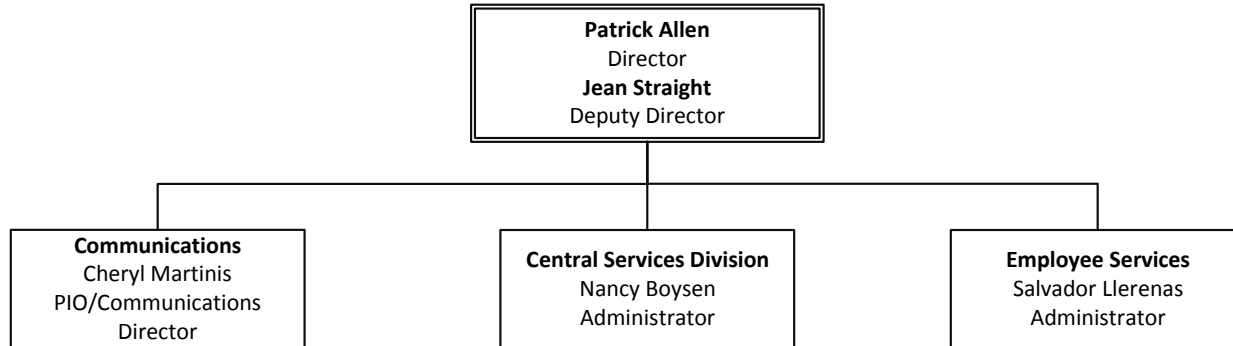 Patrick Allen
Director
Jean Straight
Deputy Director
Communications
Cheryl Martinis
PIO/Communications
Director
Central Services Division
Nancy Boysen
Administrator
Employee Services
Salvador Llerenas
Administrator